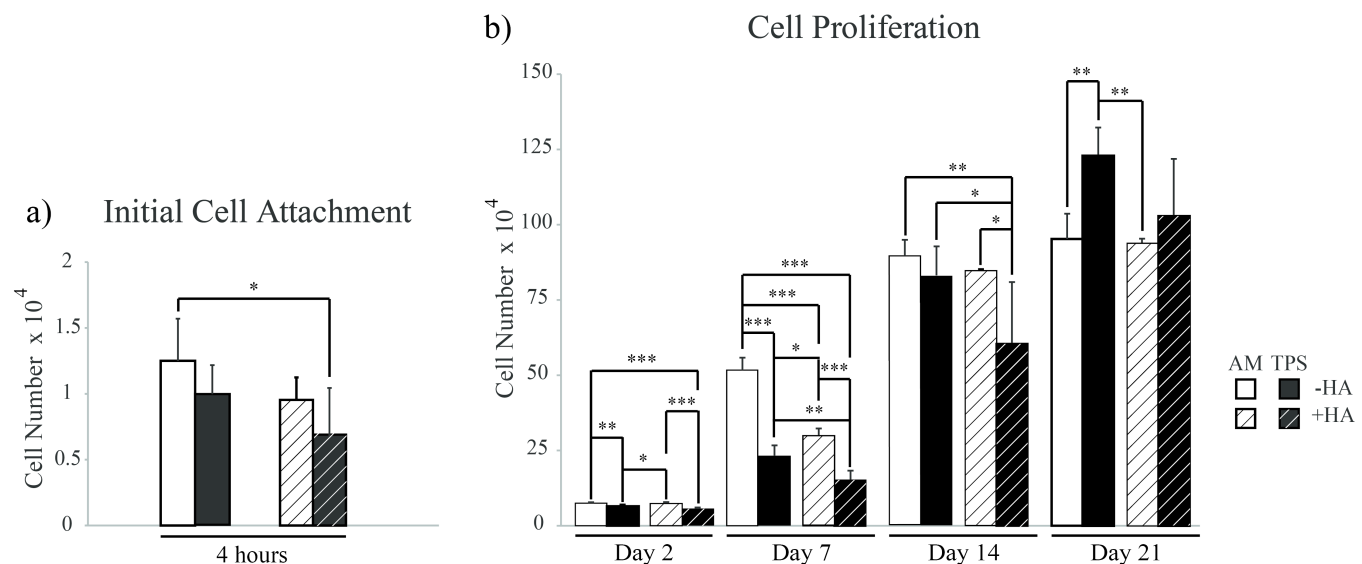 a)
Initial Cell Attachment
Cell Number x 10^4
2
1.5
1
0.5
0
*
4 hours
b)
Cell Proliferation
Cell Number x 10^4
150
125
100
75
50
25
0
***
***
**
*
***
***
***
*
***
**
**
*
*
**
**
Day 2
Day 7
Day 14
Day 21
AM TPS
-HA
+HA